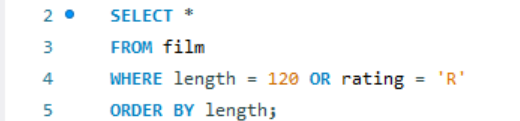 2 SELECT *
3 FROM film
4 WHERE length = 120 OR rating = 'R'
5 ORDER BY length;